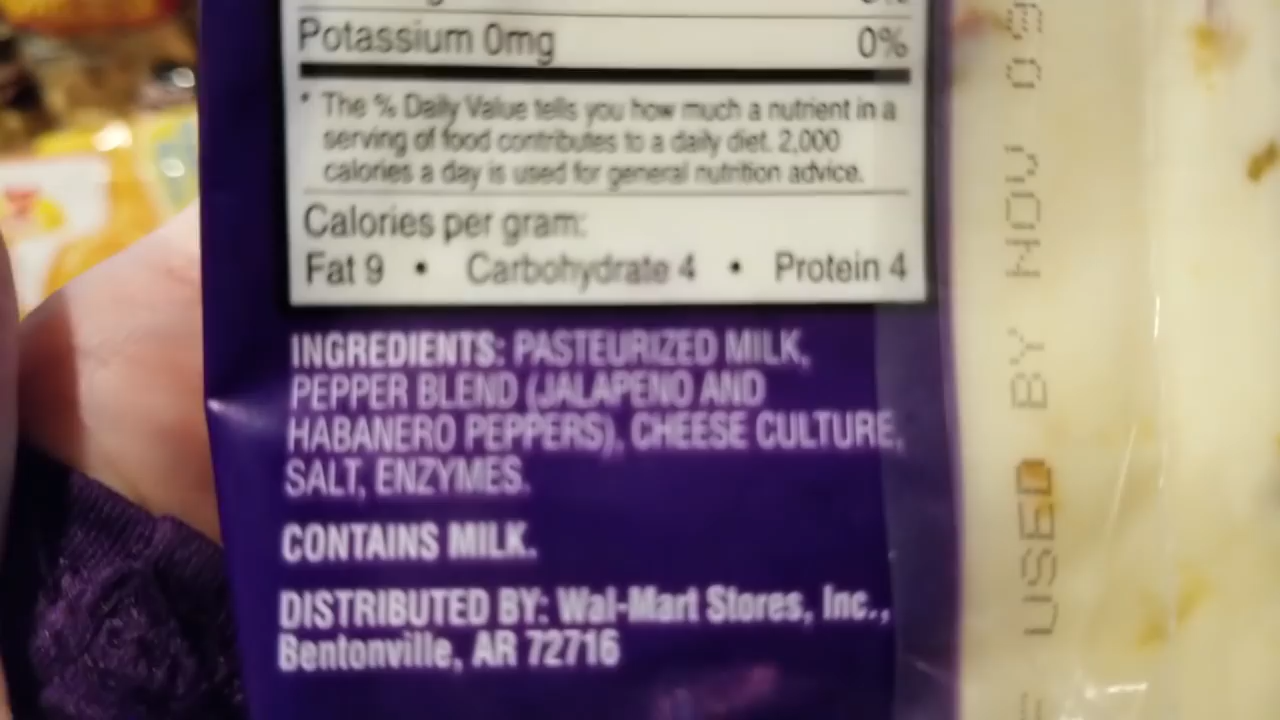 Potassium 0mg 0%
* The % Daily Value tells you how much a nutrient in a
serving of food contributes to a daily diet. 2,000
calories a day is used for general nutrition advice.
Calories per gram:
Fat 9 • Carbohydrate 4 • Protein 4
INGREDIENTS: PASTEURIZED MILK,
PEPPER BLEND (JALAPENO AND
HABANERO PEPPERS), CHEESE CULTURE,
SALT, ENZYMES.
CONTAINS MILK.
DISTRIBUTED BY: Wal-Mart Stores, Inc.,
Bentonville, AR 72716
USED BY NOV 09